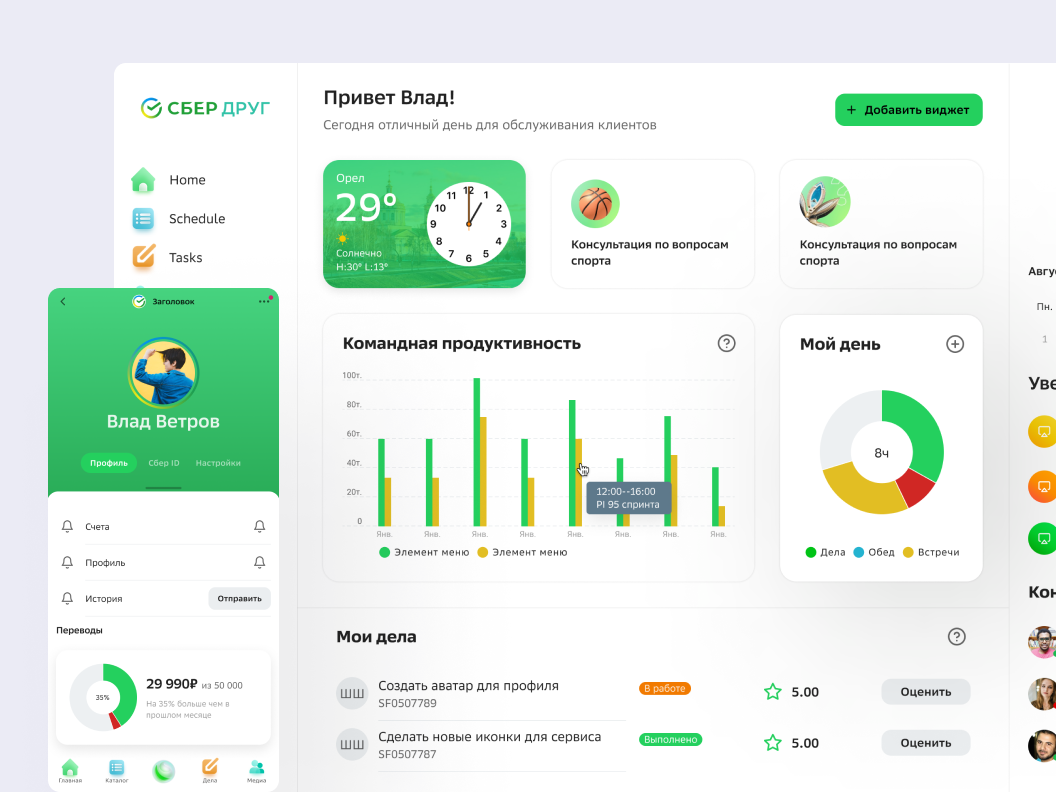 СБЕР ДРУГ
Home
Schedule
Tasks
Привет Влад!
Сегодня отличный день для обслуживания клиентов
+ Добавить виджет
Орел
29°
Солнечно
H:30° L:13°
12
1
2
3
4
5
6
7
8
9
10
11
Консультация по вопросам
спорта
Консультация по вопросам
спорта
Командная продуктивность
?
100т.
80т.
60т.
40т.
20т.
0
Янв.
Янв.
Янв.
Янв.
Янв.
Янв.
Янв.
Янв.
12:00--16:00
PI 95 спринта
Элемент меню
Элемент меню
Мой день
8ч
Дела
Обед
Встречи
Мои дела
?
ШШ
Создать аватар для профиля
SF0507789
В работе
5.00
Оценить
ШШ
Сделать новые иконки для сервиса
SF0507787
Выполнено
5.00
Оценить
Авгус
Пн.
1
Уве
Кон
Заголовок
Влад Ветров
Профиль
Сбер ID
Настройки
Счета
Профиль
История
Отправить
Переводы
35%
29 990₽ из 50 000
На 35% больше чем в
прошлом месяце
Главная
Каталог
Дела
Медиа